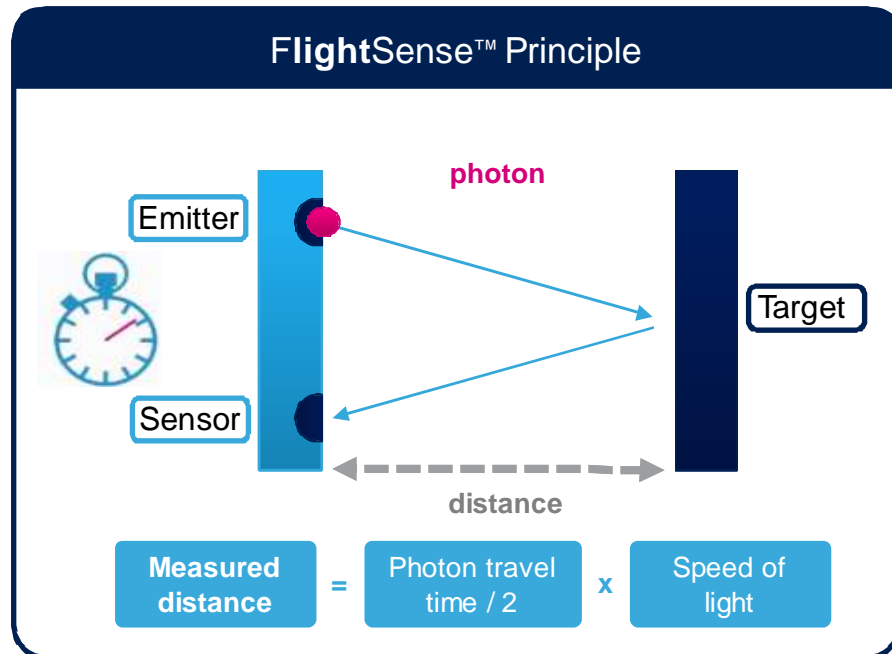 FlightSense™ Principle
photon
Emitter
Target
Sensor
distance
Measured
distance
=
Photon travel
time / 2
x
Speed of
light